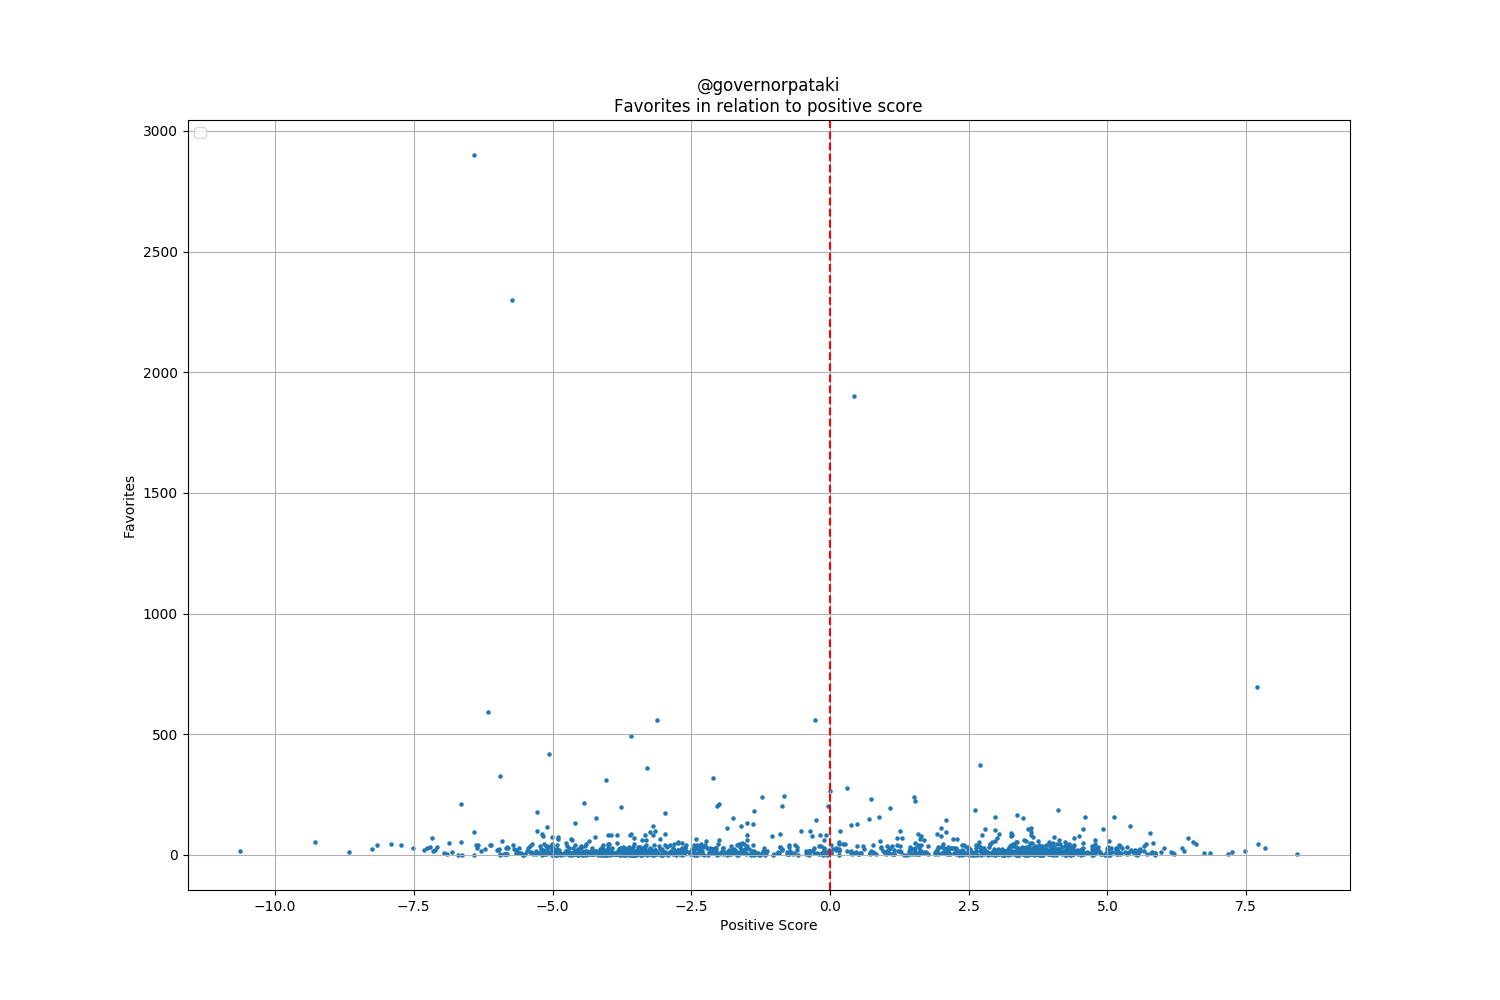 @governorpataki
Favorites in relation to positive score
3000
2500
2000
1500
1000
500
0
Favorites
−10.0 −7.5 −5.0 −2.5 0.0 2.5 5.0 7.5
Positive Score